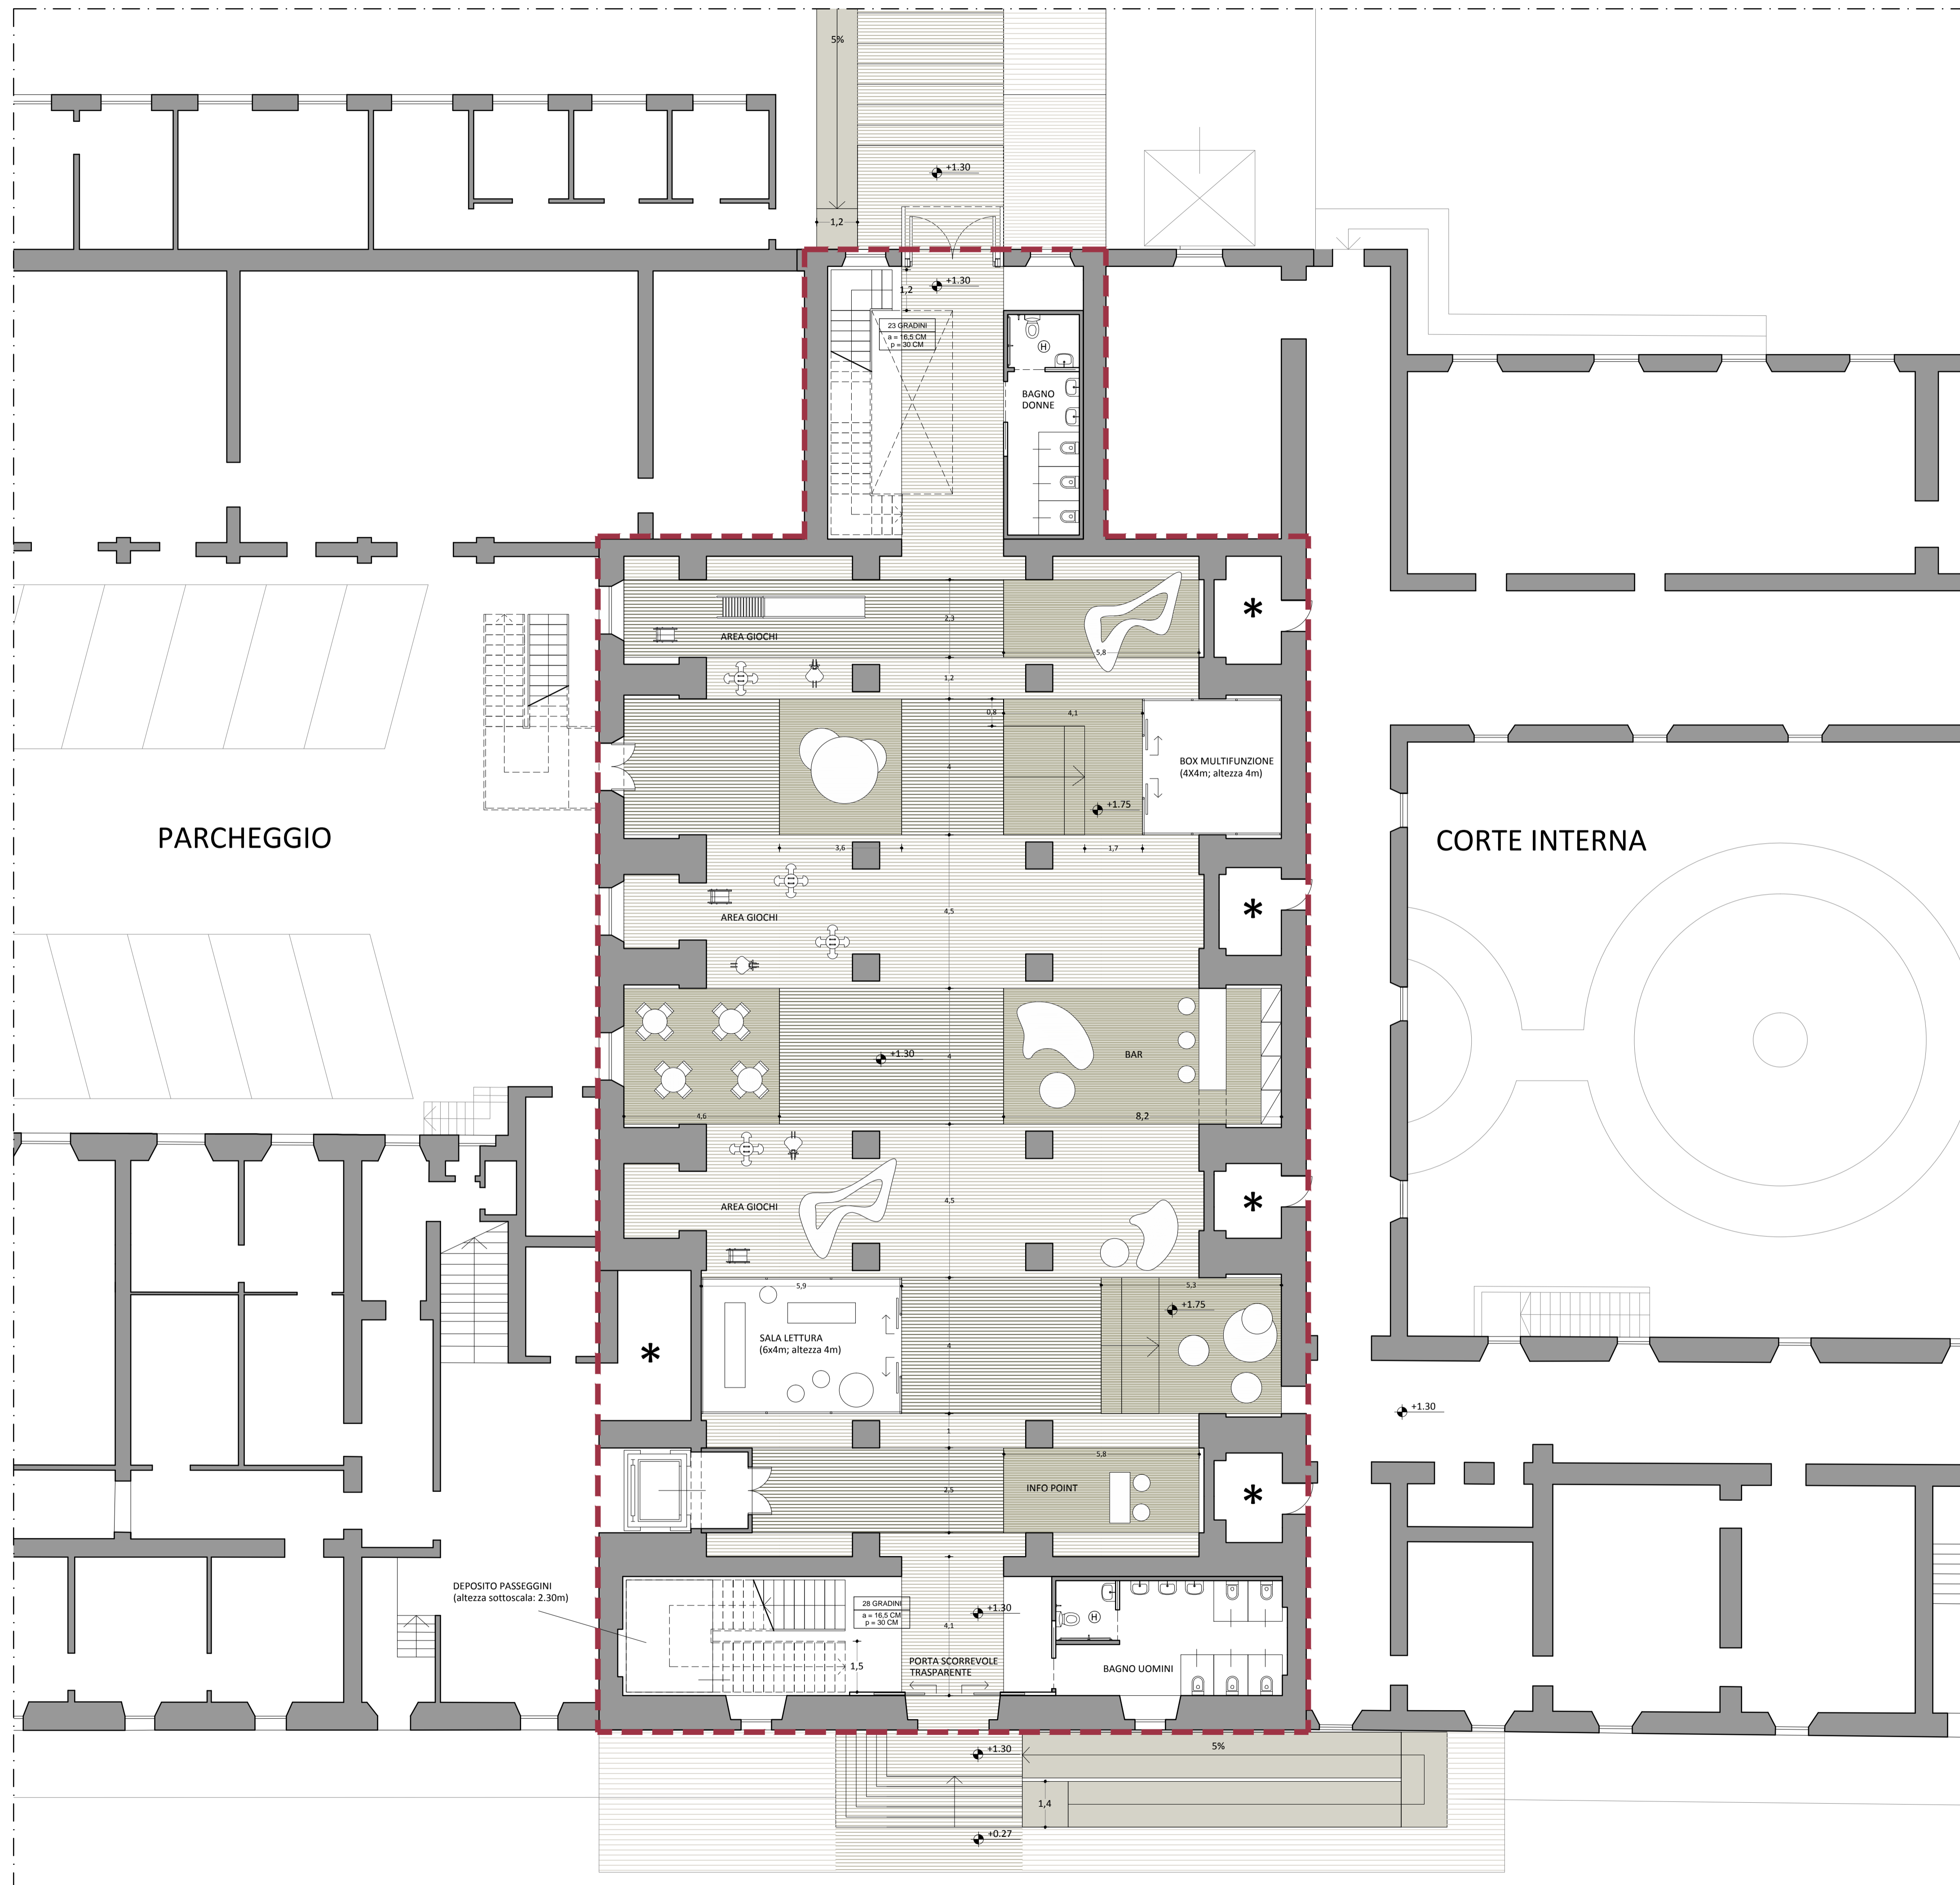 5%
+1.30
1,2
+1.30
1,2
23 GRADINI
a = 16,5 CM
p = 30 CM
H
BAGNO
DONNE
2,3
*
AREA GIOCHI
5,8
1,2
0,8
4,1
BOX MULTIFUNZIONE
(4X4m; altezza 4m)
4
+1.75
PARCHEGGIO
CORTE INTERNA
3,6
1,7
AREA GIOCHI
4,5
*
+1.30
4
BAR
4,6
8,2
AREA GIOCHI
4,5
*
5,9
5,3
+1.75
SALA LETTURA
(6x4m; altezza 4m)
4
*
+1.30
1
5,8
INFO POINT
2,5
*
DEPOSITO PASSEGGINI
(altezza sottoscala: 2.30m)
28 GRADINI
a = 16,5 CM
p = 30 CM
+1.30
4,1
H
1,5
PORTA SCORREVOLE
TRASPARENTE
BAGNO UOMINI
+1.30
5%
1,4
+0.27